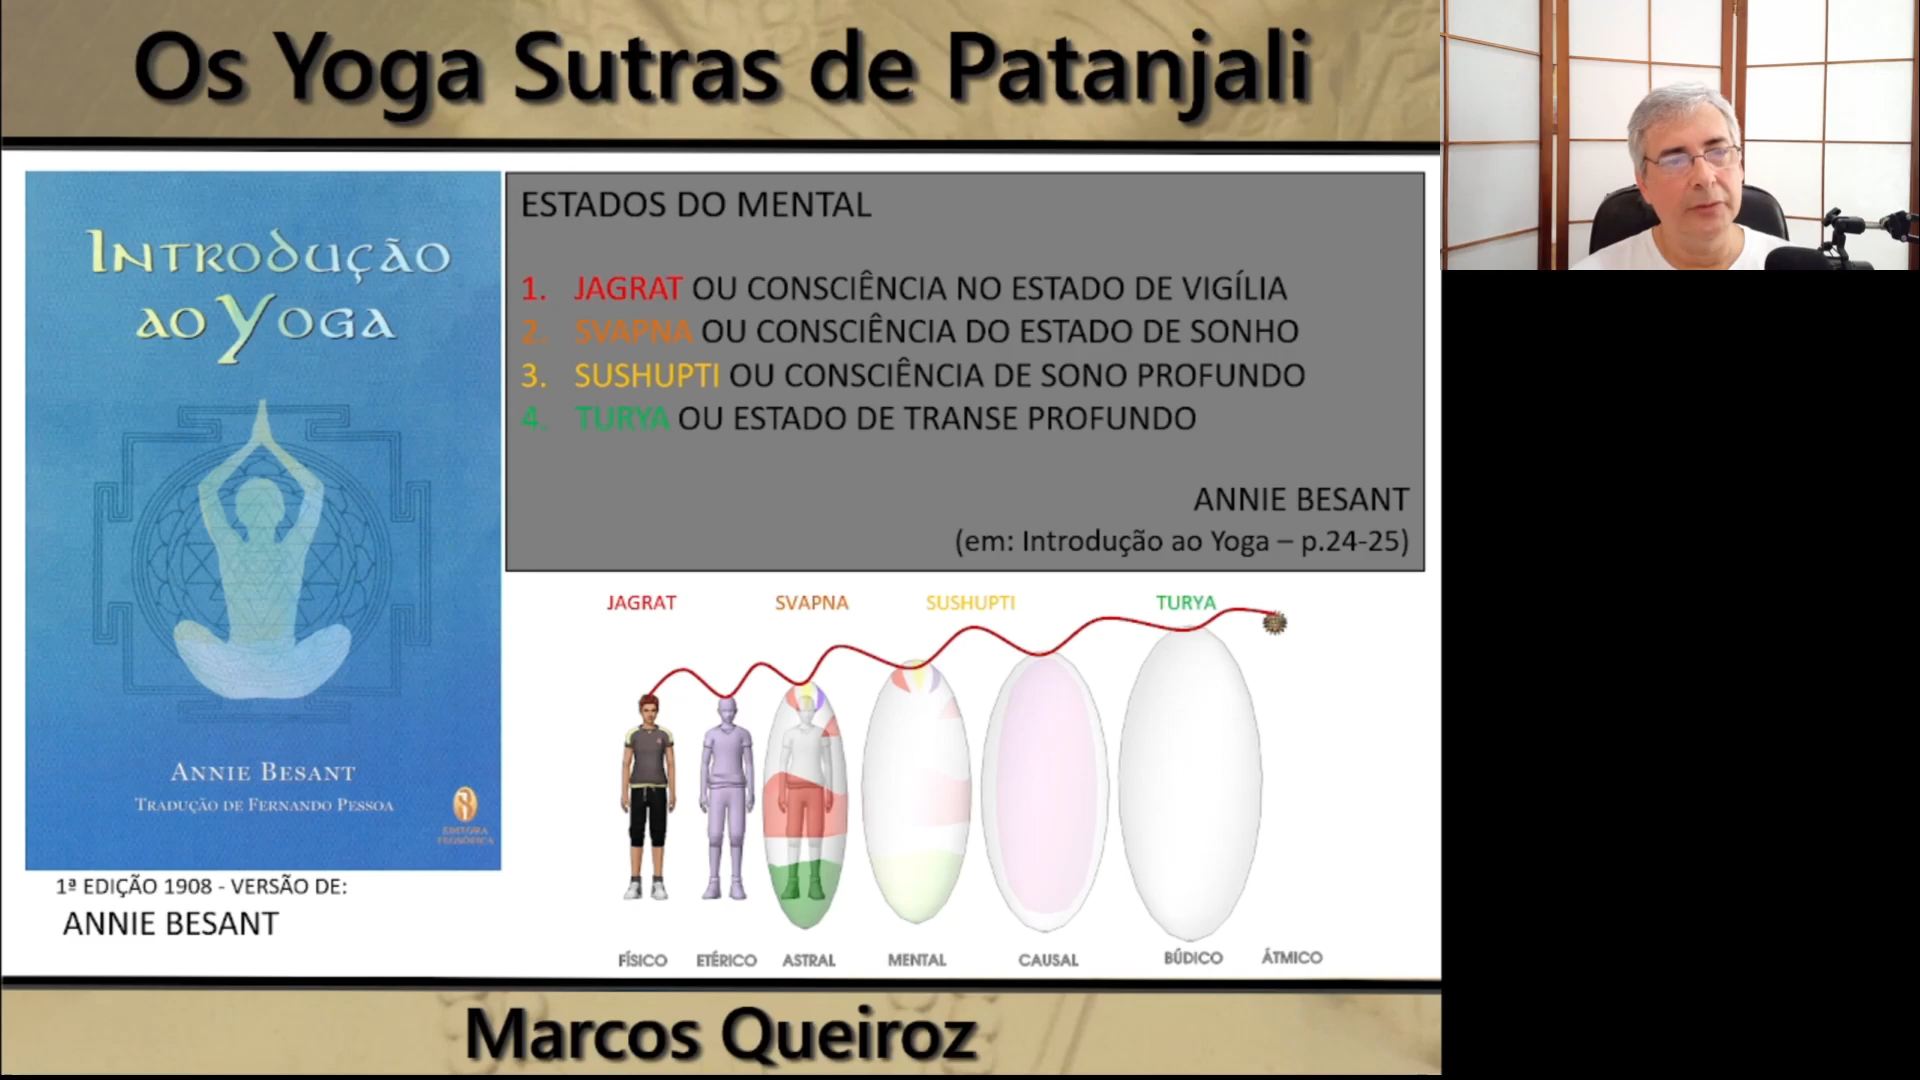 Os Yoga Sutras de Patanjali
INTRODUÇÃO
AO YOGA
ANNIE BESANT
TRADUÇÃO DE FERNANDO PESSOA
EDITORA
TEOSÓFICA
1ª EDIÇÃO 1908 - VERSÃO DE:
ANNIE BESANT
ESTADOS DO MENTAL
1. JAGRAT OU CONSCIÊNCIA NO ESTADO DE VIGÍLIA
2. SVAPNA OU CONSCIÊNCIA DO ESTADO DE SONHO
3. SUSHUPTI OU CONSCIÊNCIA DE SONO PROFUNDO
4. TURYA OU ESTADO DE TRANSE PROFUNDO
ANNIE BESANT
(em: Introdução ao Yoga – p.24-25)
JAGRAT SVAPNA SUSHUPTI TURYA
FÍSICO ETÉRICO ASTRAL MENTAL CAUSAL BÚDICO ÁTMICO
Marcos Queiroz